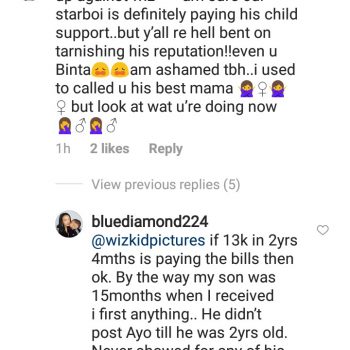 starboi is definitely paying his child
support..but y'all re hell bent on
tarnishing his reputation!!even u
Binta😩😩am ashamed tbh..i used
to called u his best mama 🙅♀🙅
♀ but look at wat u're doing now
🤦♂🤦♂
1h 2 likes Reply
View previous replies (5)
bluediamond224
@wizkidpictures if 13k in 2yrs
4mths is paying the bills then
ok. By the way my son was
15months when I received
i first anything.. He didn't
post Ayo till he was 2yrs old.